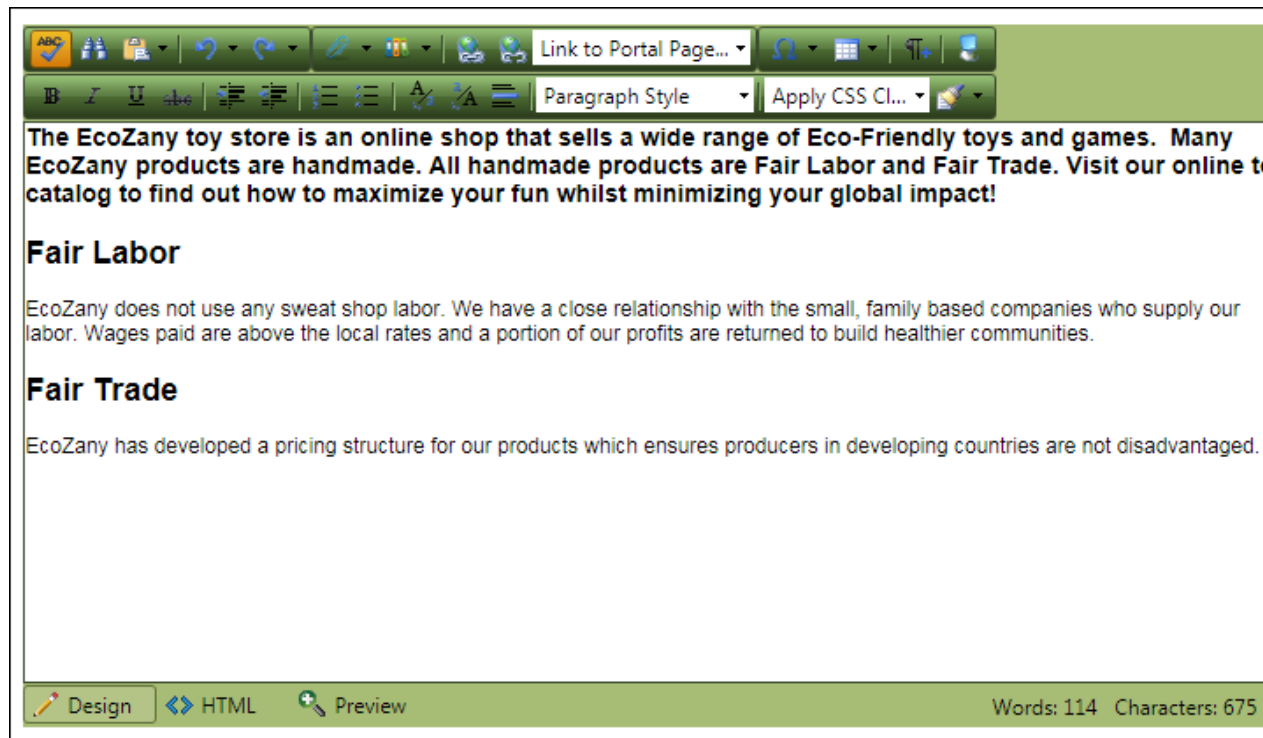 ABC
Link to Portal Page...
B I U abc
Paragraph Style
Apply CSS Cl...
The EcoZany toy store is an online shop that sells a wide range of Eco-Friendly toys and games. Many
EcoZany products are handmade. All handmade products are Fair Labor and Fair Trade. Visit our online
catalog to find out how to maximize your fun whilst minimizing your global impact!
Fair Labor
EcoZany does not use any sweat shop labor. We have a close relationship with the small, family based companies who supply our
labor. Wages paid are above the local rates and a portion of our profits are returned to build healthier communities.
Fair Trade
EcoZany has developed a pricing structure for our products which ensures producers in developing countries are not disadvantaged.
Design
HTML
Preview
Words: 114 Characters: 675